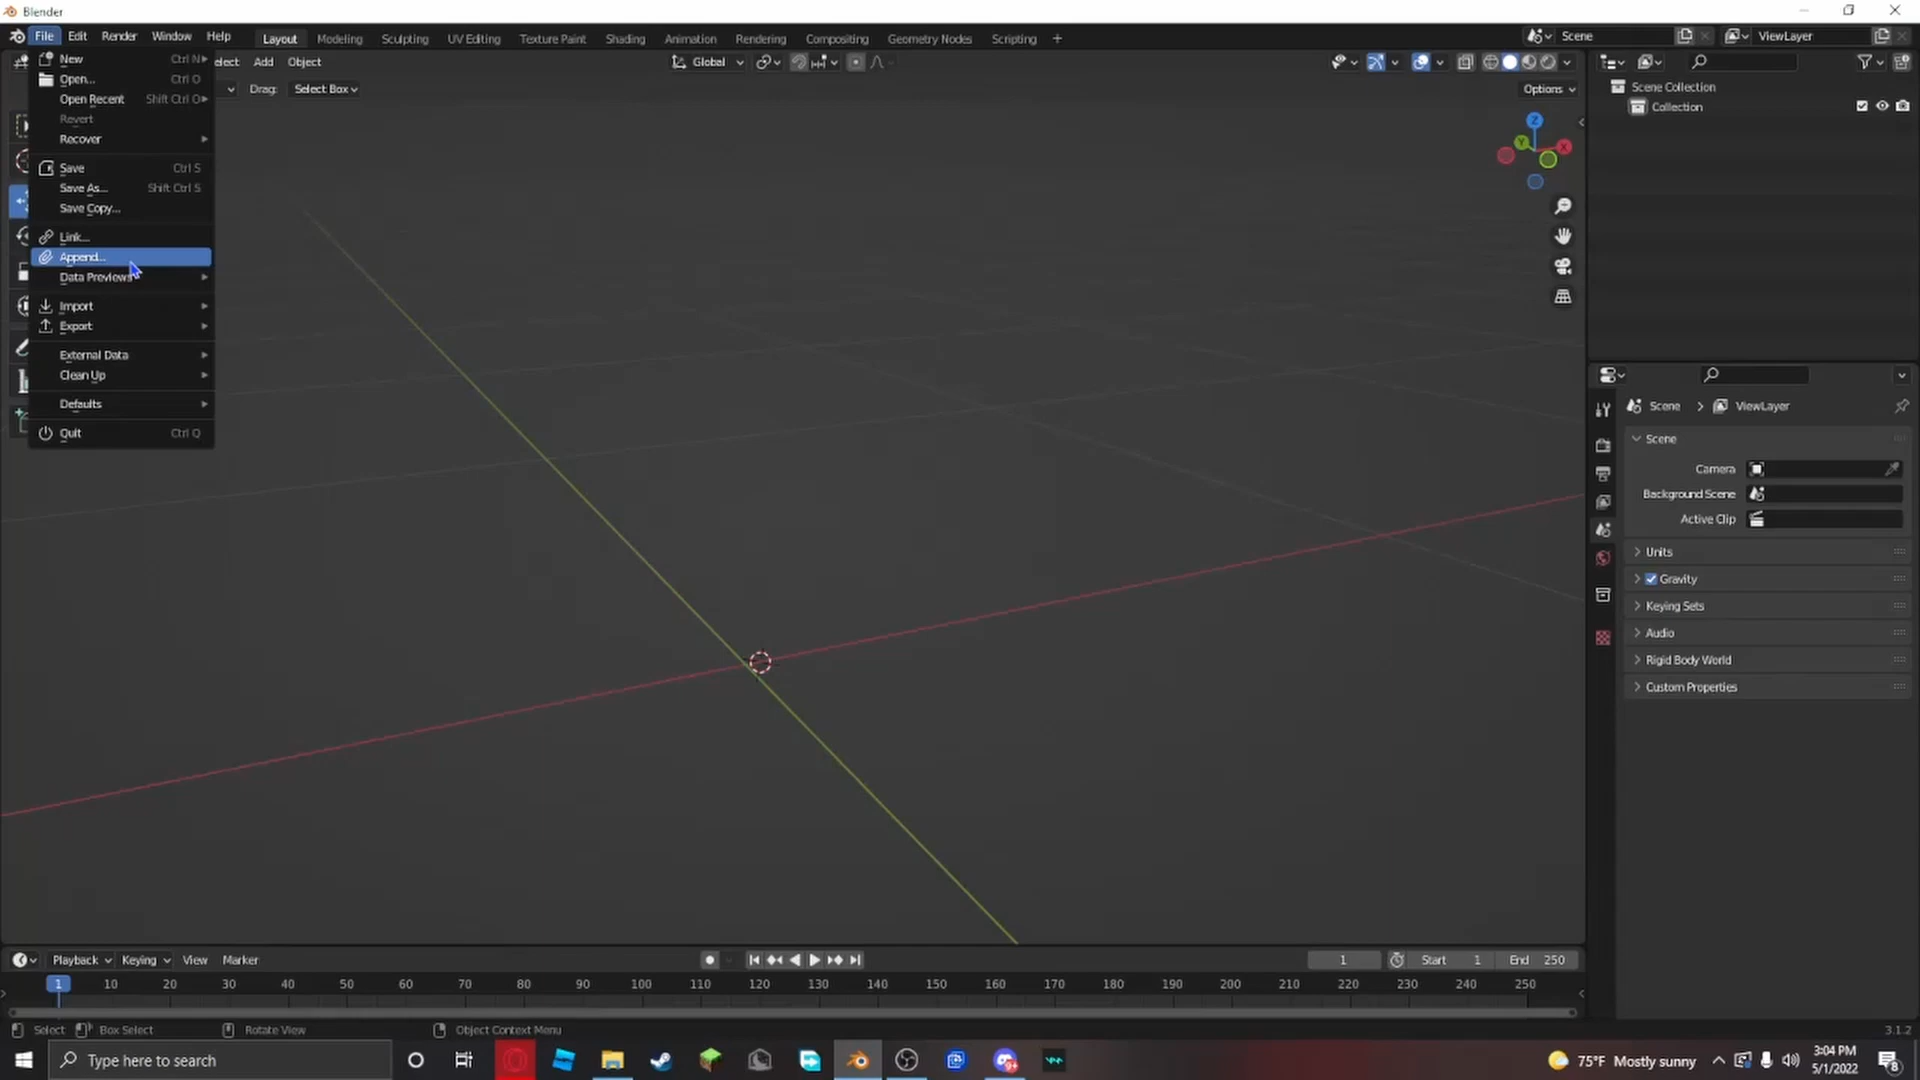 Blender
File Edit Render Window Help
Layout Modeling Sculpting UV Editing Texture Paint Shading Animation Rendering Compositing Geometry Nodes Scripting +
Scene
ViewLayer
New Ctrl N
Open... Ctrl O
Open Recent Shift Ctrl O
Revert
Recover
Save Ctrl S
Save As... Shift Ctrl S
Save Copy...
Link...
Append...
Data Previews
Import
Export
External Data
Clean Up
Defaults
Quit Ctrl Q
elect Add Object
Global
Drag: Select Box
Options
Z
Y
X
Scene Collection
Collection
Scene > ViewLayer
Scene
Camera
Background Scene
Active Clip
Units
Gravity
Keying Sets
Audio
Rigid Body World
Custom Properties
Playback Keying View Marker
1 Start 1 End 250
1 10 20 30 40 50 60 70 80 90 100 110 120 130 140 150 160 170 180 190 200 210 220 230 240 250
Select Box Select Rotate View Object Context Menu
3.1.2
Type here to search
75°F Mostly sunny
3:04 PM
5/1/2022
8